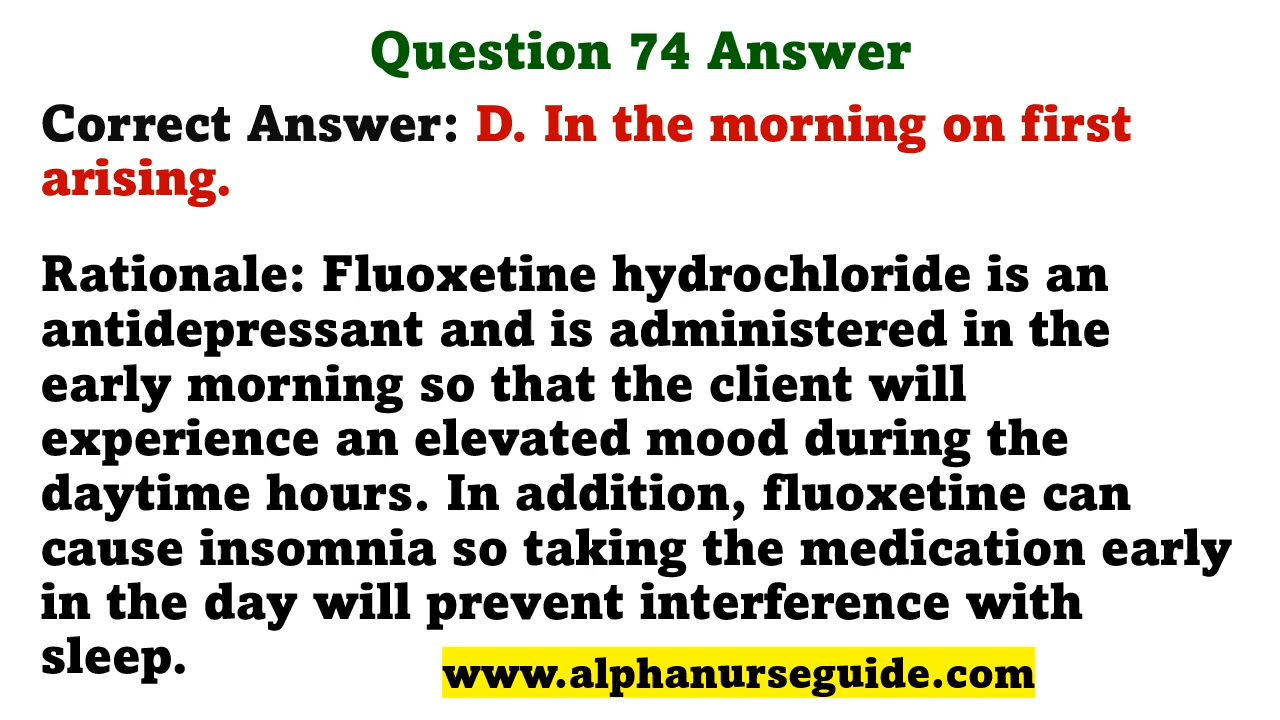 Question 74 Answer
Correct Answer: D. In the morning on first
arising.
Rationale: Fluoxetine hydrochloride is an
antidepressant and is administered in the
early morning so that the client will
experience an elevated mood during the
daytime hours. In addition, fluoxetine can
cause insomnia so taking the medication early
in the day will prevent interference with
sleep.
www.alphanurseguide.com